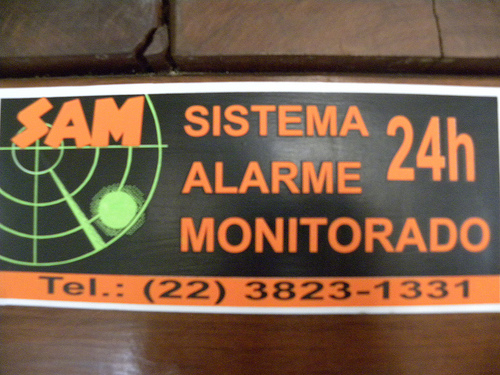 SAM
SISTEMA
ALARME
24h
MONITORADO
Tel.: (22) 3823-1331